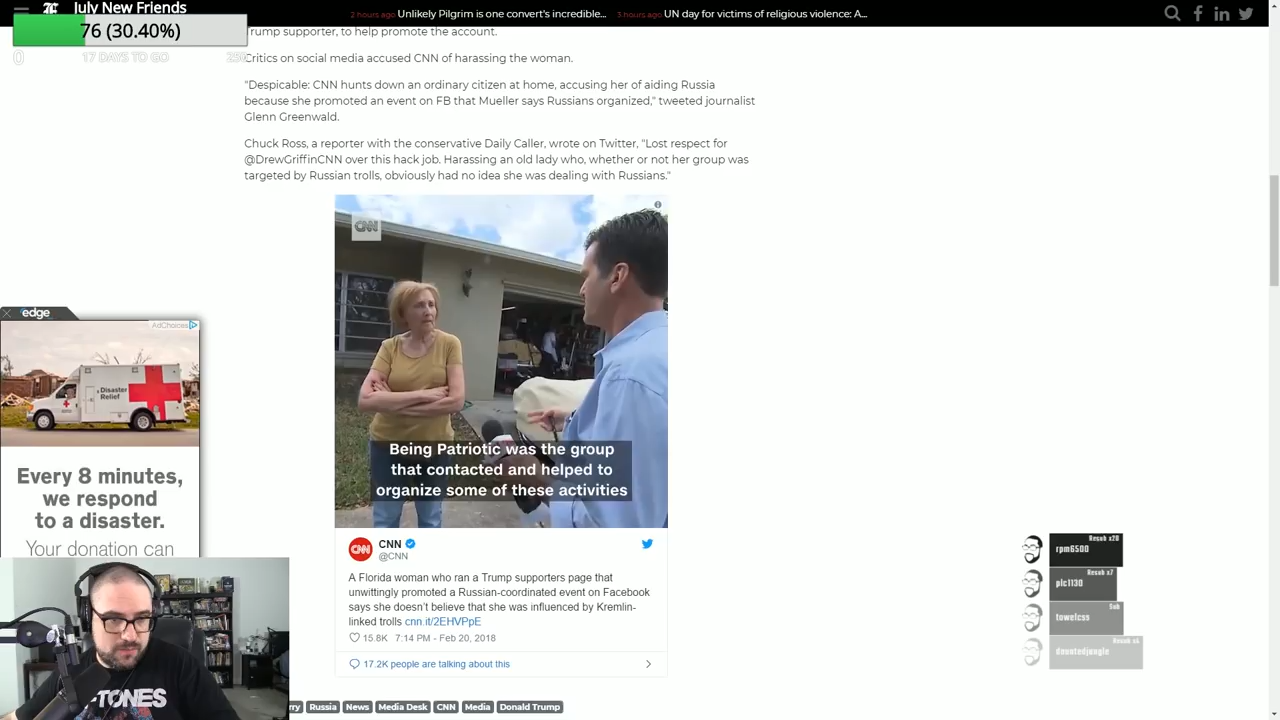 July New Friends
76 (30.40%)
0
17 DAYS TO GO
250
2 hours ago Unlikely Pilgrim is one convert's incredible...
3 hours ago UN day for victims of religious violence: A...
Trump supporter, to help promote the account.
Critics on social media accused CNN of harassing the woman.
"Despicable: CNN hunts down an ordinary citizen at home, accusing her of aiding Russia
because she promoted an event on FB that Mueller says Russians organized," tweeted journalist
Glenn Greenwald.
Chuck Ross, a reporter with the conservative Daily Caller, wrote on Twitter, "Lost respect for
@DrewGriffinCNN over this hack job. Harassing an old lady who, whether or not her group was
targeted by Russian trolls, obviously had no idea she was dealing with Russians."
CNN
Being Patriotic was the group
that contacted and helped to
organize some of these activities
CNN
CNN
@CNN
A Florida woman who ran a Trump supporters page that
unwittingly promoted a Russian-coordinated event on Facebook
says she doesn't believe that she was influenced by Kremlin-
linked trolls cnn.it/2EHVPpE
15.8K 7:14 PM - Feb 20, 2018
17.2K people are talking about this
rry Russia News Media Desk CNN Media Donald Trump
edge
AdChoices
Disaster
Relief
Every 8 minutes,
we respond
to a disaster.
Your donation can
Resub x20
rpm6500
Resub x7
plc1130
Sub
towelcss
dauntedjungle